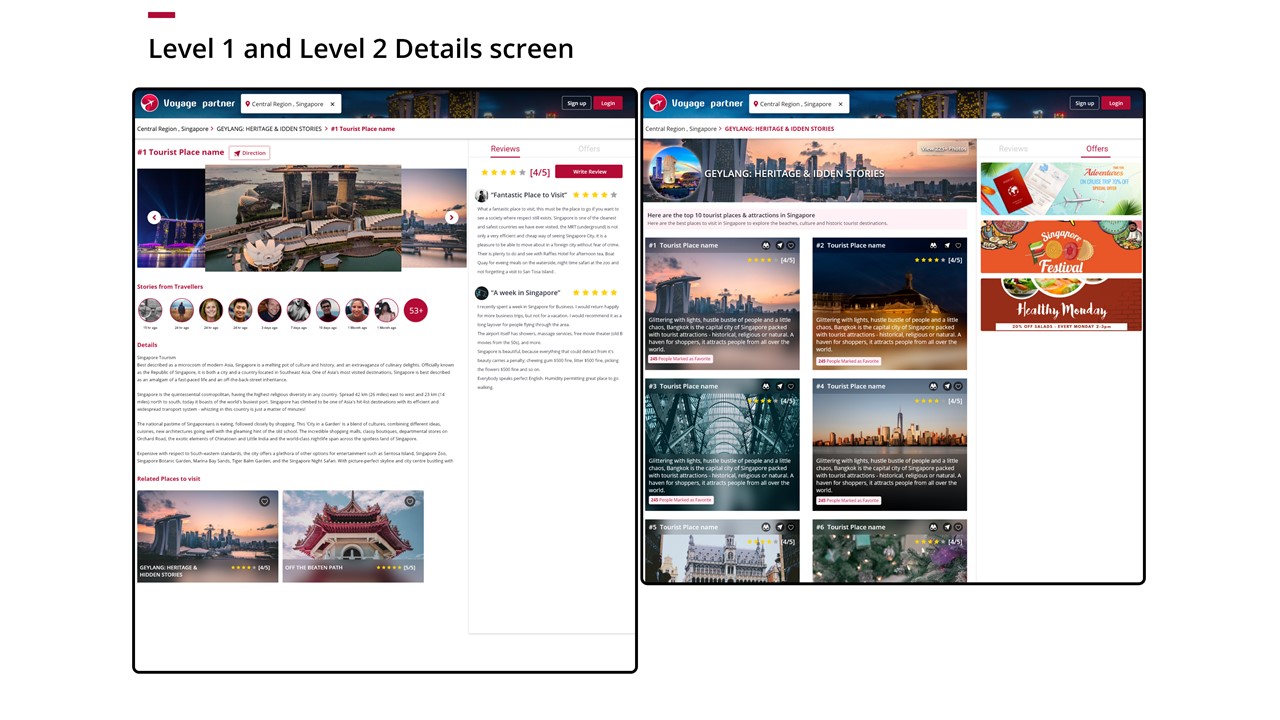 Level 1 and Level 2 Details screen
Voyage partner
Central Region , Singapore ×
Sign up
Login
Central Region , Singapore > GEYLANG: HERITAGE & IDDEN STORIES > #1 Tourist Place name
#1 Tourist Place name
Direction
Stories from Travellers
15 hr ago
20 hr ago
3 days ago
7 days ago
1 Month ago
1 Month ago
53+
Details
Singapore Tourism
Best described as a microcosm of modern Asia, Singapore is a melting pot of culture and history, and an extravaganza of culinary delights. Officially known
as the Republic of Singapore, it is both a city and a country located in Southeast Asia. One of Asia's most visited destinations, Singapore is best described
as an amalgam of a fast-paced life and an off-the-back-street inheritance.
Singapore is the quintessential cosmopolitan, having the highest religious diversity in any country. Spread 42 km (26 miles) east to west and 23 km (14
miles) north to south, today it boasts of the world's busiest port. Singapore has climbed to be one of Asia's hit-list destinations with its efficient and
widespread transport system - whizzing in this country is just a matter of minutes!
The national pastime of Singaporeans is eating, followed closely by shopping. This 'City in a Garden' is a blend of cultures, combining different ideas,
cuisines, new architectures going well with the gleaming hint of the old school. The incredible shopping malls, classy boutiques, departmental stores on
Orchard Road, the exotic elements of Chinatown and Little India and the world-class nightlife span across the spotless land of Singapore.
Expensive with respect to South-eastern standards, the city offers a plethora of other options for entertainment such as Sentosa Island, Singapore Zoo,
Singapore Botanic Garden, Marina Bay Sands, Tiger Balm Garden, and the Singapore Night Safari. With picture-perfect skyline and city centre bustling with
Related Places to visit
GEYLANG: HERITAGE &
HIDDEN STORIES
[4/5]
OFF THE BEATEN PATH
[5/5]
Reviews
Offers
[4/5]
Write Review
"Fantastic Place to Visit"
What a fantastic place to visit, this must be the place to go if you want to
see a society where respect still exists. Singapore is one of the cleanest
and safest countries we have ever visited, the MRT (underground) is not
only a very efficient and cheap way of seeing Singapore City, it is a
pleasure to be able to move about in a foreign city without fear of crime.
Their is plenty to do and see with Raffles Hotel for afternoon tea, Boat
Quay for evening meals on the waterside, night time safari at the zoo and
not forgetting a visit to San Tosa Island .
"A week in Singapore"
I recently spent a week in Singapore for Business. I would return happily
for more business trips, but not for a vacation. I would recommend it as a
long layover for people flying through the area.
The airport itself has showers, massage services, free movie theater (old B
movies from the 50s), and more.
Singapore is beautiful, because everything that could detract from it's
beauty carries a penalty, chewing gum $500 fine, litter $500 fine, picking
the flowers $500 fine and so on.
Everybody speaks perfect English. Humidity permitting great place to go
walking.
Voyage partner
Central Region , Singapore ×
Sign up
Login
Central Region , Singapore > GEYLANG: HERITAGE & IDDEN STORIES
View 225+ Photos
GEYLANG: HERITAGE & IDDEN STORIES
Here are the top 10 tourist places & attractions in Singapore
Here are the best places to visit in Singapore to explore the beaches, culture and historic tourist destinations.
#1 Tourist Place name
[4/5]
Glittering with lights, hustle bustle of people and a little
chaos, Bangkok is the capital city of Singapore packed
with tourist attractions - historical, religious or natural. A
haven for shoppers, it attracts people from all over the
world.
245 People Marked as Favorite
#2 Tourist Place name
[4/5]
Glittering with lights, hustle bustle of people and a little
chaos, Bangkok is the capital city of Singapore packed
with tourist attractions - historical, religious or natural. A
haven for shoppers, it attracts people from all over the
world.
245 People Marked as Favorite
#3 Tourist Place name
[4/5]
Glittering with lights, hustle bustle of people and a little
chaos, Bangkok is the capital city of Singapore packed
with tourist attractions - historical, religious or natural. A
haven for shoppers, it attracts people from all over the
world.
245 People Marked as Favorite
#4 Tourist Place name
[4/5]
Glittering with lights, hustle bustle of people and a little
chaos, Bangkok is the capital city of Singapore packed
with tourist attractions - historical, religious or natural. A
haven for shoppers, it attracts people from all over the
world.
245 People Marked as Favorite
#5 Tourist Place name
[4/5]
#6 Tourist Place name
[4/5]
Reviews
Offers
Adventures
ON CRUISE TRIP 70% OFF
SPECIAL OFFER
Singapore
Festival
Healthy Monday
20% OFF SALADS - EVERY MONDAY 2-3pm